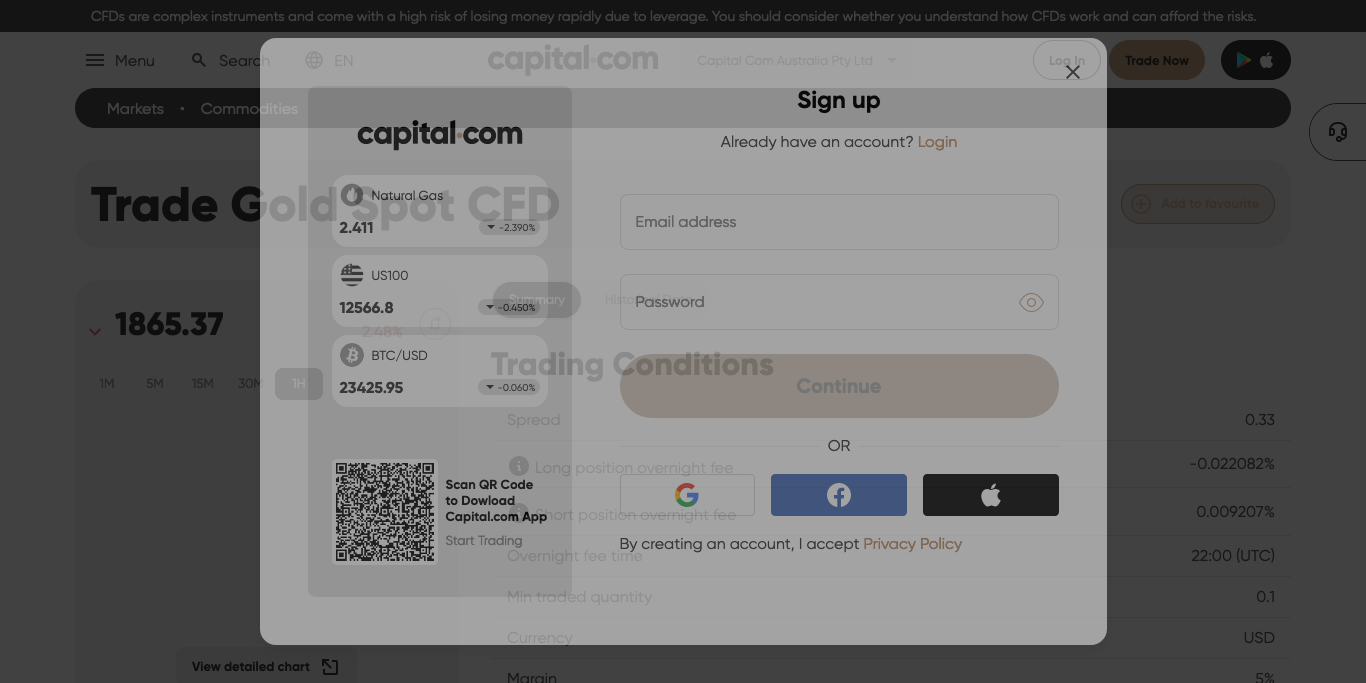 CFDs are complex instruments and come with a high risk of losing money rapidly due to leverage. You should consider whether you understand how CFDs work and can afford the risks.
Menu
Search
EN
capital.com
Capital Com Australia Pty Ltd
Log In
Trade Now
Markets • Commodities
Trade Gold Spot CFD
Add to favourite
1865.37
2.48%
1M 5M 15M 30M 1H
View detailed chart
Summary
Trading Conditions
Spread 0.33
Long position overnight fee -0.022082%
Short position overnight fee 0.009207%
Overnight fee time 22:00 (UTC)
Min traded quantity 0.1
Currency USD
Margin 5%
capital.com
Natural Gas
2.411 -2.390%
US100
12566.8 -0.450%
BTC/USD
23425.95 -0.060%
Scan QR Code
to Dowload
Capital.com App
Start Trading
Sign up
Already have an account? Login
Email address
Password
Continue
OR
By creating an account, I accept Privacy Policy